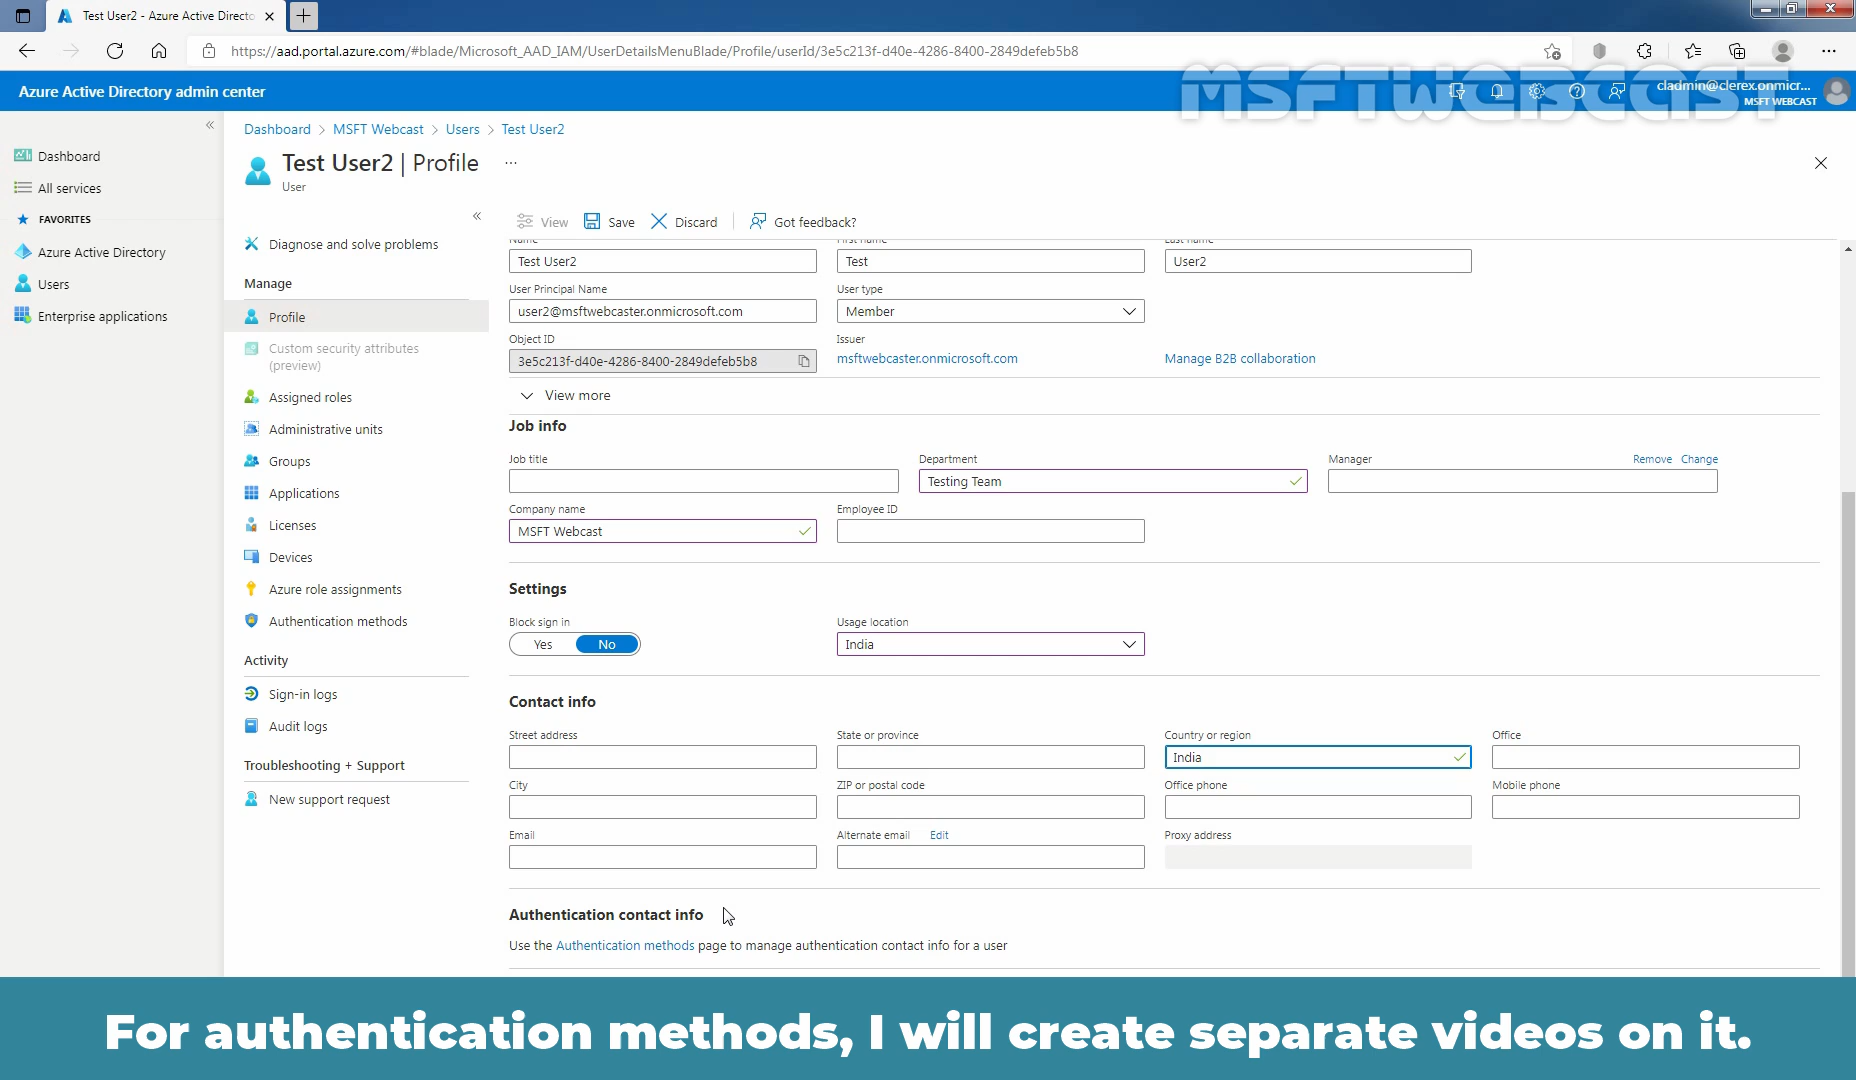 Test User2 - Azure Active Directo
https://aad.portal.azure.com/#blade/Microsoft_AAD_IAM/UserDetailsMenuBlade/Profile/userId/3e5c213f-d40e-4286-8400-2849defeb5b8
MSFTWEBCAST
Azure Active Directory admin center
cladmin@clerex.onmicr...
MSFT WEBCAST
Dashboard > MSFT Webcast > Users > Test User2
Dashboard
All services
FAVORITES
Azure Active Directory
Users
Enterprise applications
Test User2 | Profile ...
User
Diagnose and solve problems
Manage
Profile
Custom security attributes
(preview)
Assigned roles
Administrative units
Groups
Applications
Licenses
Devices
Azure role assignments
Authentication methods
Activity
Sign-in logs
Audit logs
Troubleshooting + Support
New support request
View Save Discard Got feedback?
Name First name Last name
Test User2 Test User2
User Principal Name User type
user2@msftwebcaster.onmicrosoft.com Member
Object ID Issuer
3e5c213f-d40e-4286-8400-2849defeb5b8 msftwebcaster.onmicrosoft.com Manage B2B collaboration
View more
Job info
Job title Department Manager Remove Change
Testing Team
Company name Employee ID
MSFT Webcast
Settings
Block sign in Usage location
Yes No India
Contact info
Street address State or province Country or region Office
India
City ZIP or postal code Office phone Mobile phone
Email Alternate email Edit Proxy address
Authentication contact info
Use the Authentication methods page to manage authentication contact info for a user
For authentication methods, I will create separate videos on it.